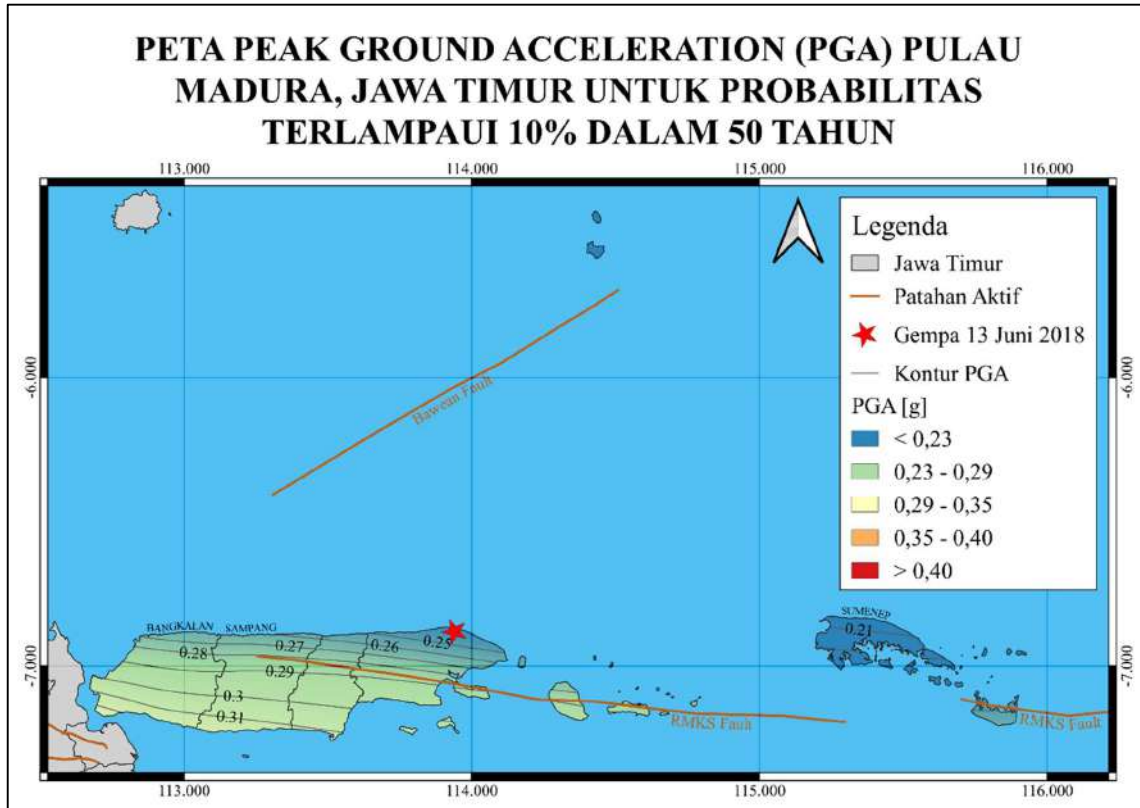 PETA PEAK GROUND ACCELERATION (PGA) PULAU
MADURA, JAWA TIMUR UNTUK PROBABILITAS
TERLAMPAUI 10% DALAM 50 TAHUN
113.000 114.000 115.000 116.000
Legenda
Jawa Timur
Patahan Aktif
Gempa 13 Juni 2018
Kontur PGA
PGA [g]
< 0,23
0,23 - 0,29
0,29 - 0,35
0,35 - 0,40
> 0,40
-6.000
-6.000
Bawean Fault
BANGKALAN SAMPANG
SUMENEP
0.28
0.27
0.26
0.25
0.21
0.29
0.3
0.31
-7.000
-7.000
RMKS Fault
RMKS Fault
113.000 114.000 115.000 116.000